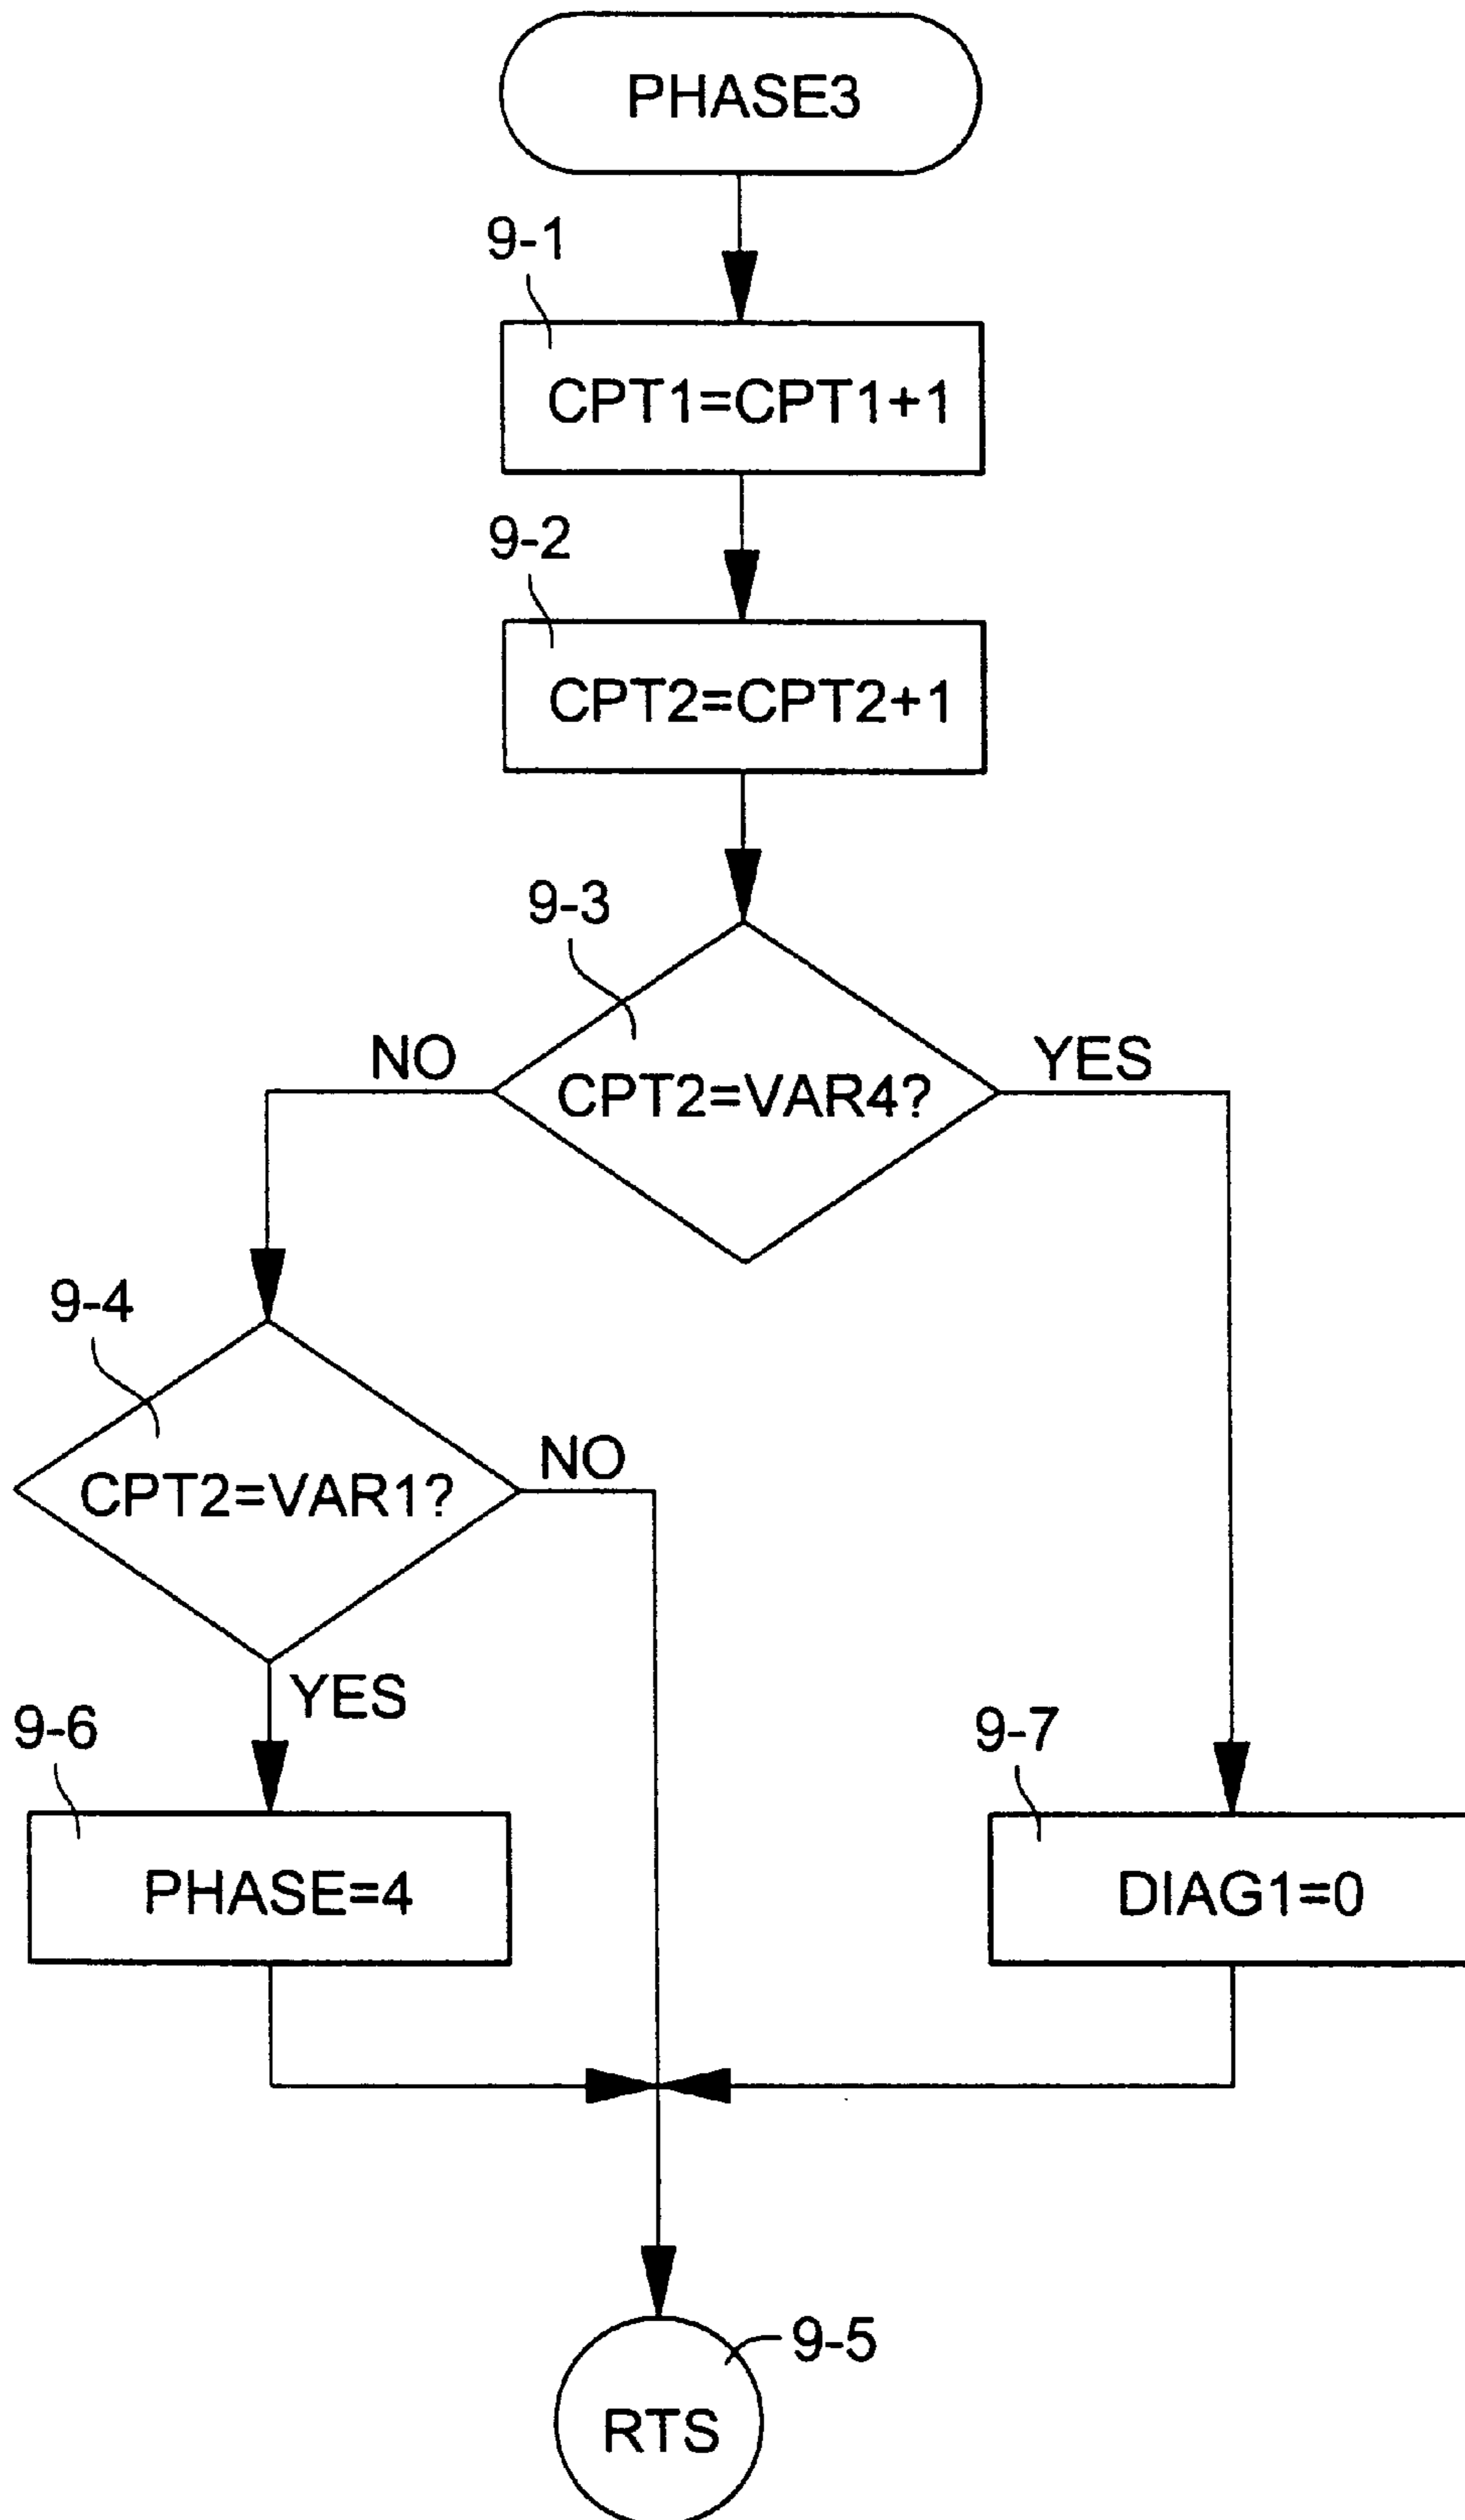 PHASE3
9-1
CPT1=CPT1+1
9-2
CPT2=CPT2+1
9-3
NO
YES
CPT2=VAR4?
9-4
NO
CPT2=VAR1?
YES
9-6
9-7
PHASE=4
DIAG1=0
9-5
RTS